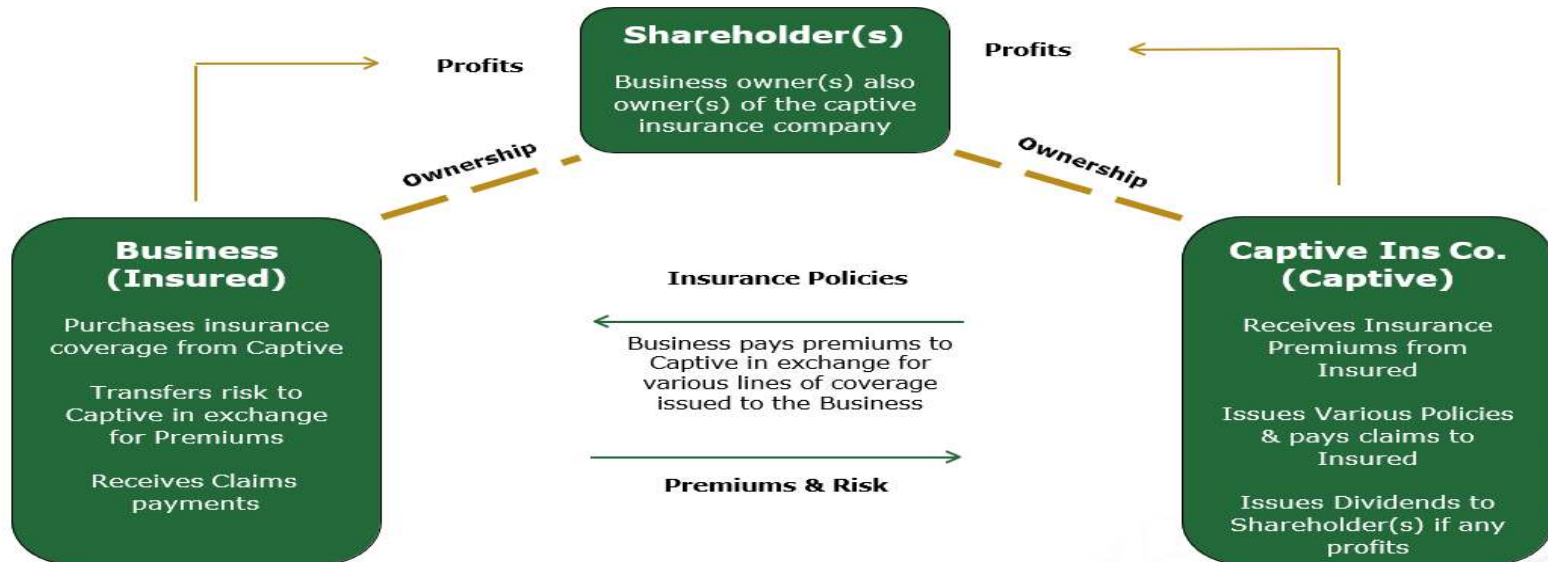 Shareholder(s)
Business owner(s) also
owner(s) of the captive
insurance company
Profits
Profits
Ownership
Ownership
Business
(Insured)
Purchases insurance
coverage from Captive
Transfers risk to
Captive in exchange
for Premiums
Receives Claims
payments
Insurance Policies
Business pays premiums to
Captive in exchange for
various lines of coverage
issued to the Business
Premiums & Risk
Captive Ins Co.
(Captive)
Receives Insurance
Premiums from
Insured
Issues Various Policies
& pays claims to
Insured
Issues Dividends to
Shareholder(s) if any
profits